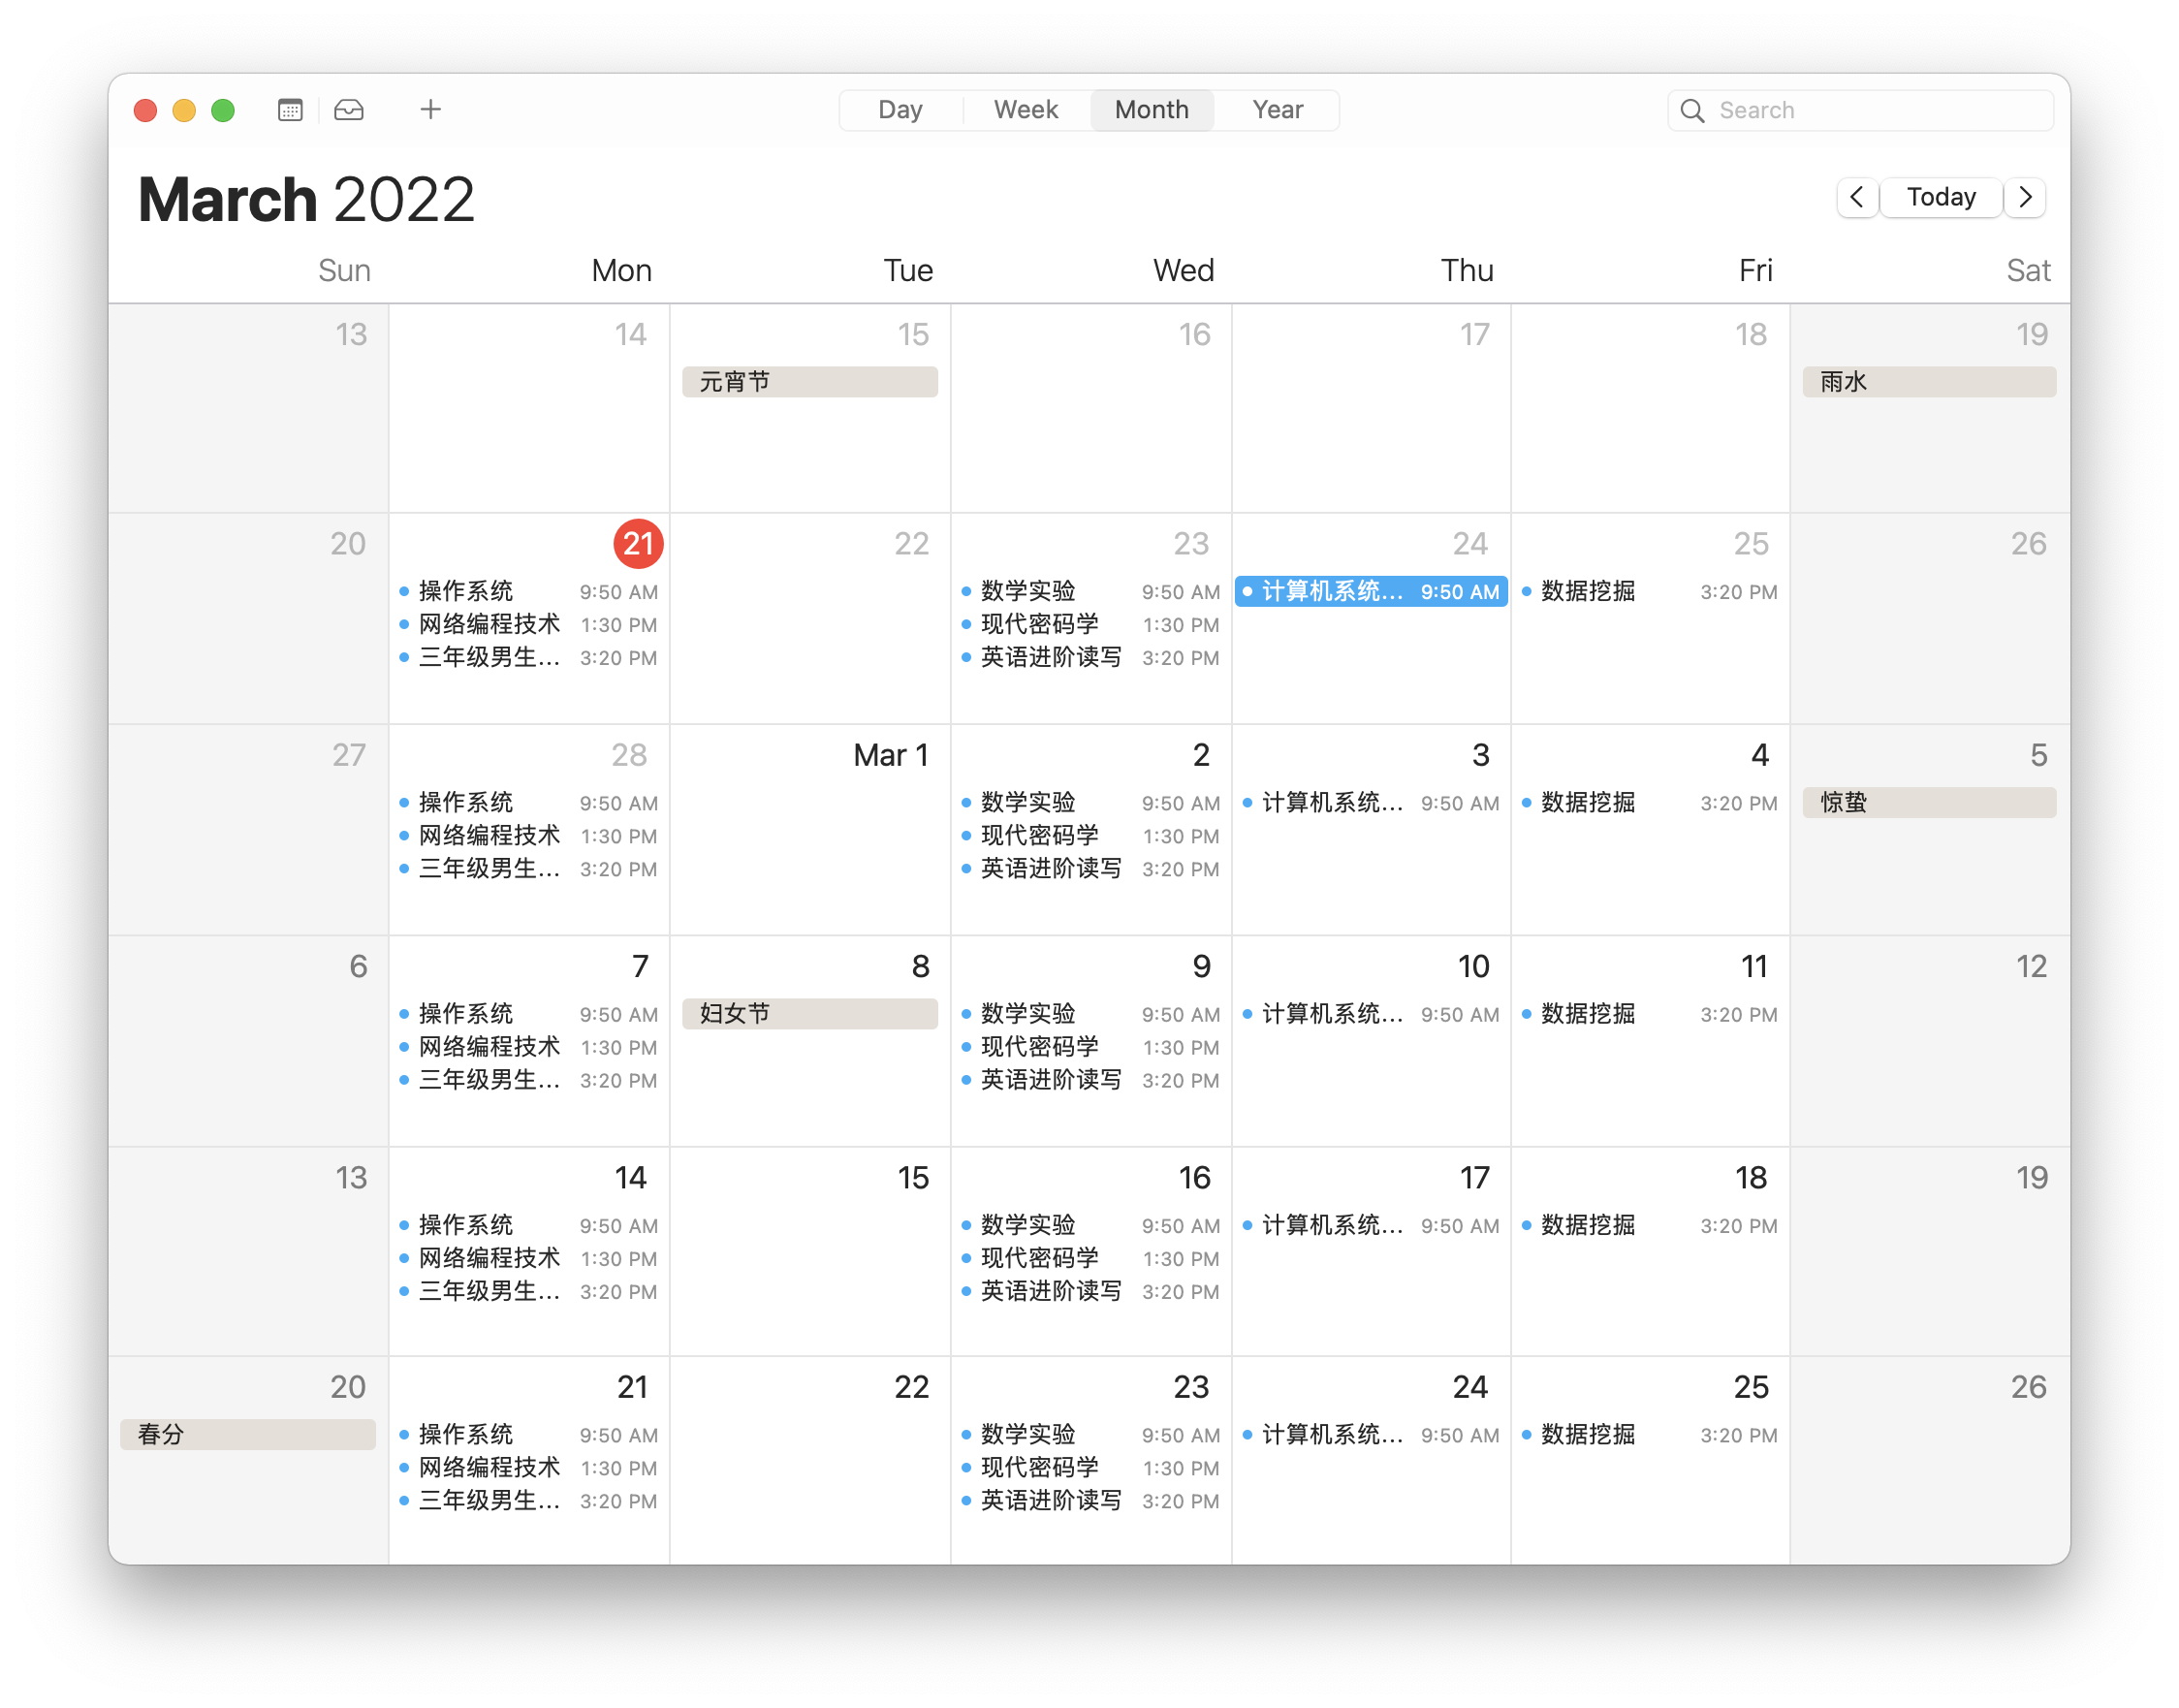 Day Week Month Year Search
March 2022
Today
Sun Mon Tue Wed Thu Fri Sat
13 14 15 16 17 18 19
元宵节 雨水
20 21 22 23 24 25 26
操作系统 9:50 AM 数学实验 9:50 AM 计算机系统… 9:50 AM 数据挖掘 3:20 PM
网络编程技术 1:30 PM 现代密码学 1:30 PM
三年级男生… 3:20 PM 英语进阶读写 3:20 PM
27 28 Mar 1 2 3 4 5
操作系统 9:50 AM 数学实验 9:50 AM 计算机系统… 9:50 AM 数据挖掘 3:20 PM 惊蛰
网络编程技术 1:30 PM 现代密码学 1:30 PM
三年级男生… 3:20 PM 英语进阶读写 3:20 PM
6 7 8 9 10 11 12
操作系统 9:50 AM 妇女节 数学实验 9:50 AM 计算机系统… 9:50 AM 数据挖掘 3:20 PM
网络编程技术 1:30 PM 现代密码学 1:30 PM
三年级男生… 3:20 PM 英语进阶读写 3:20 PM
13 14 15 16 17 18 19
操作系统 9:50 AM 数学实验 9:50 AM 计算机系统… 9:50 AM 数据挖掘 3:20 PM
网络编程技术 1:30 PM 现代密码学 1:30 PM
三年级男生… 3:20 PM 英语进阶读写 3:20 PM
20 21 22 23 24 25 26
春分 操作系统 9:50 AM 数学实验 9:50 AM 计算机系统… 9:50 AM 数据挖掘 3:20 PM
网络编程技术 1:30 PM 现代密码学 1:30 PM
三年级男生… 3:20 PM 英语进阶读写 3:20 PM